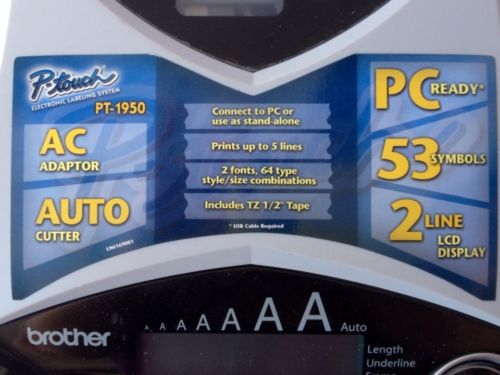 P-touch
ELECTRONIC LABELING SYSTEM
PT-1950
AC
ADAPTOR
AUTO
CUTTER
LN6569001
Connect to PC or
use as stand-alone
Prints up to 5 lines
2 fonts, 64 type
style/size combinations
Includes TZ 1/2" Tape
* USB Cable Required
PC READY*
53 SYMBOLS
2 LINE
LCD
DISPLAY
brother
A A A A A A A Auto
Length
Underline